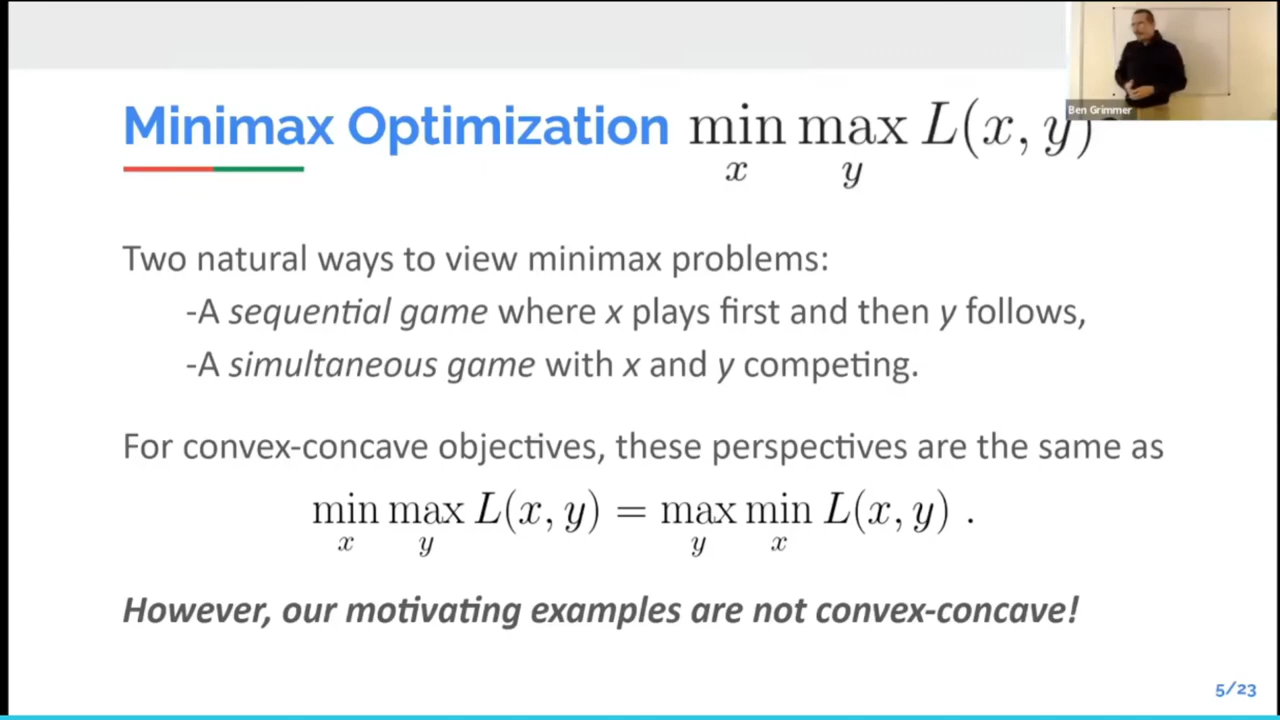 Ben Grimmer
Minimax Optimization min max L(x, y)
x y
Two natural ways to view minimax problems:
-A sequential game where x plays first and then y follows,
-A simultaneous game with x and y competing.
For convex-concave objectives, these perspectives are the same as
min max L(x, y) = max min L(x, y) .
x y y x
However, our motivating examples are not convex-concave!
5/23